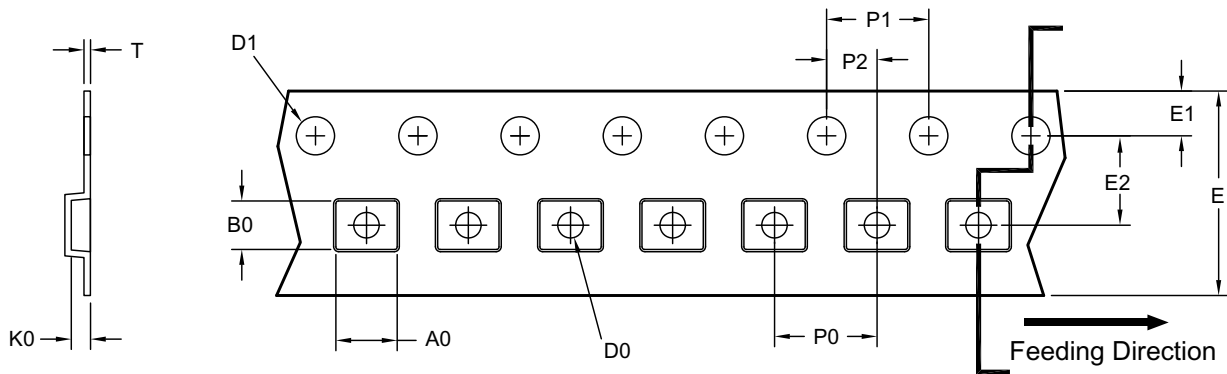 P1
T
D1
P2
E1
E2
E
B0
K0
A0
D0
P0
Feeding Direction